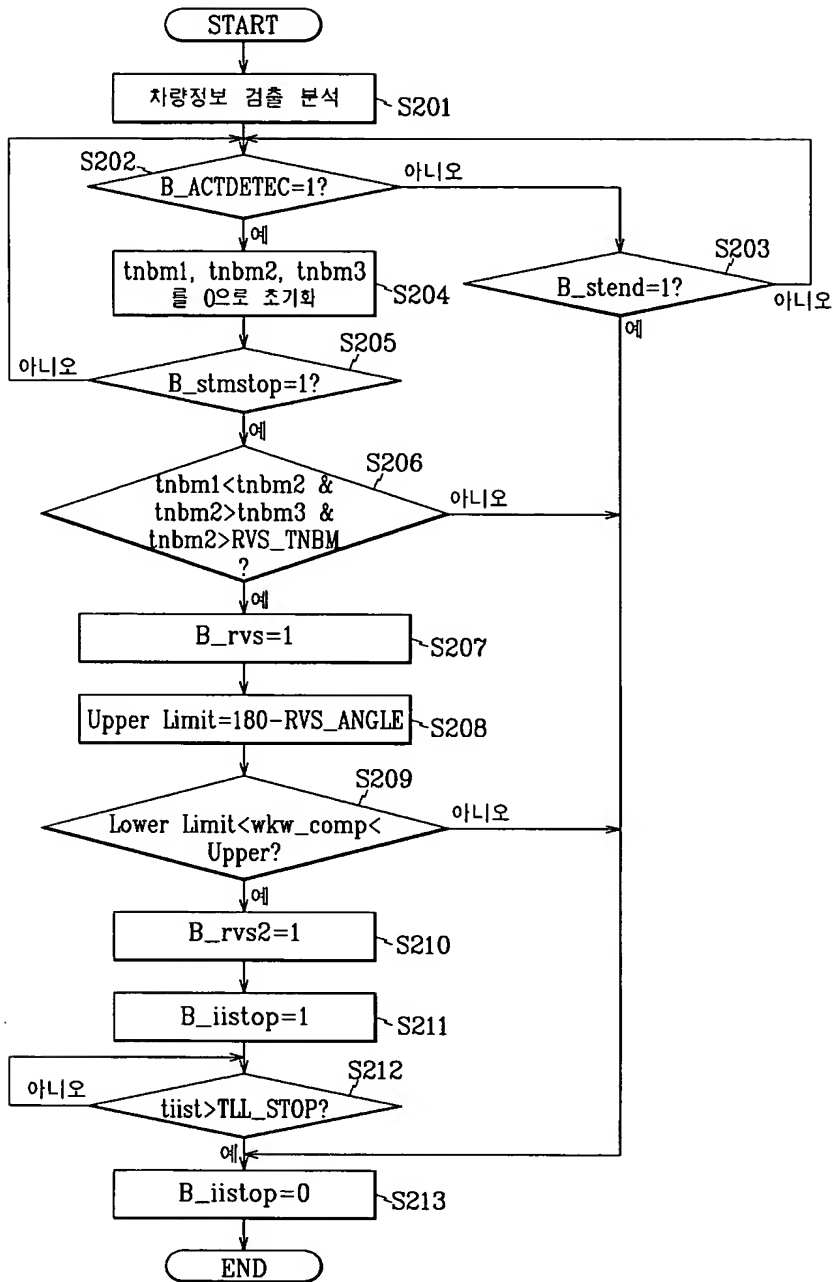 START
차량정보 검출 분석
S201
S202
B_ACTDETEC=1?
아니오
예
S203
B_stend=1?
아니오
예
tnbm1, tnbm2, tnbm3
를 0으로 초기화
S204
S205
아니오
B_stmstop=1?
예
S206
tnbm1<tnbm2 &
tnbm2>tnbm3 &
tnbm2>RVS_TNBM
?
아니오
예
B_rvs=1
S207
Upper Limit=180-RVS_ANGLE
S208
S209
Lower Limit<wkw_comp<
Upper?
아니오
예
B_rvs2=1
S210
B_iistop=1
S211
S212
아니오
tiist>TLL_STOP?
예
B_iistop=0
S213
END